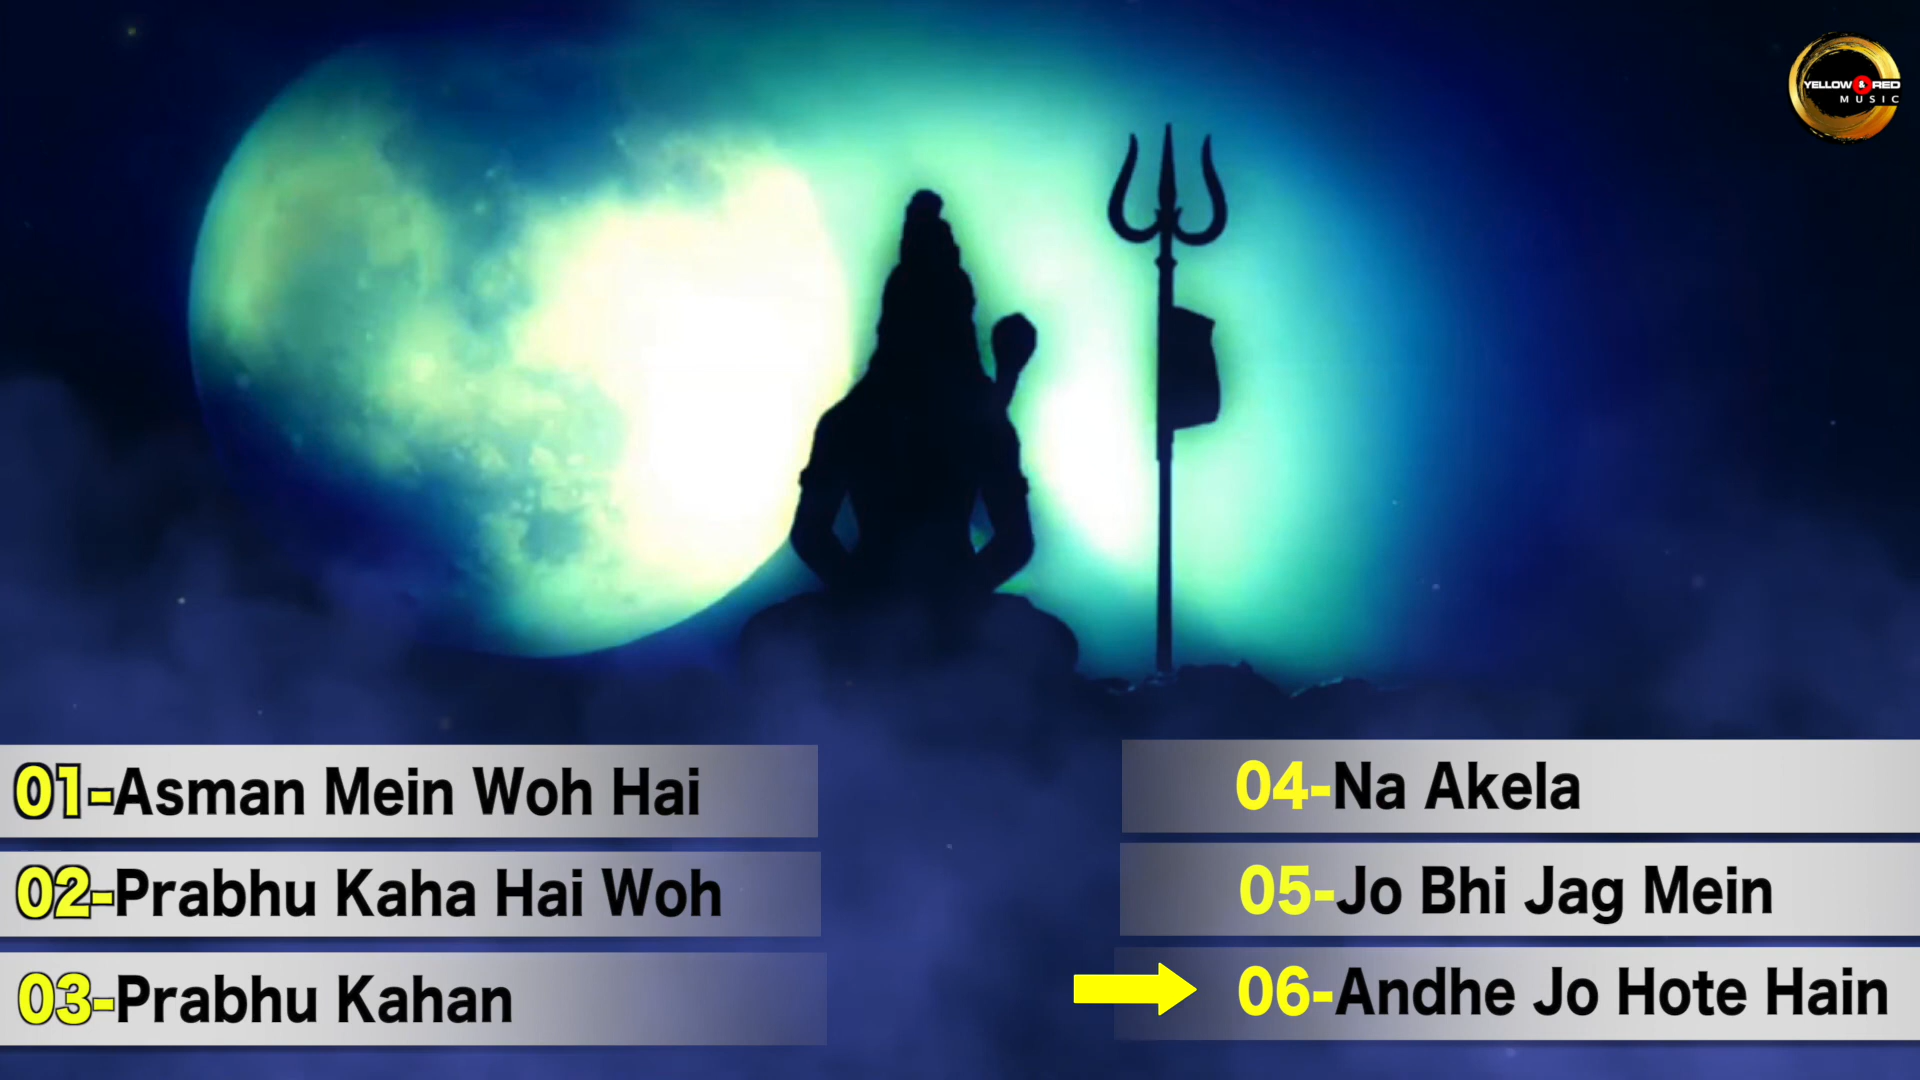 YELLOW & RED
MUSIC
01-Asman Mein Woh Hai
02-Prabhu Kaha Hai Woh
03-Prabhu Kahan
04-Na Akela
05-Jo Bhi Jag Mein
06-Andhe Jo Hote Hain